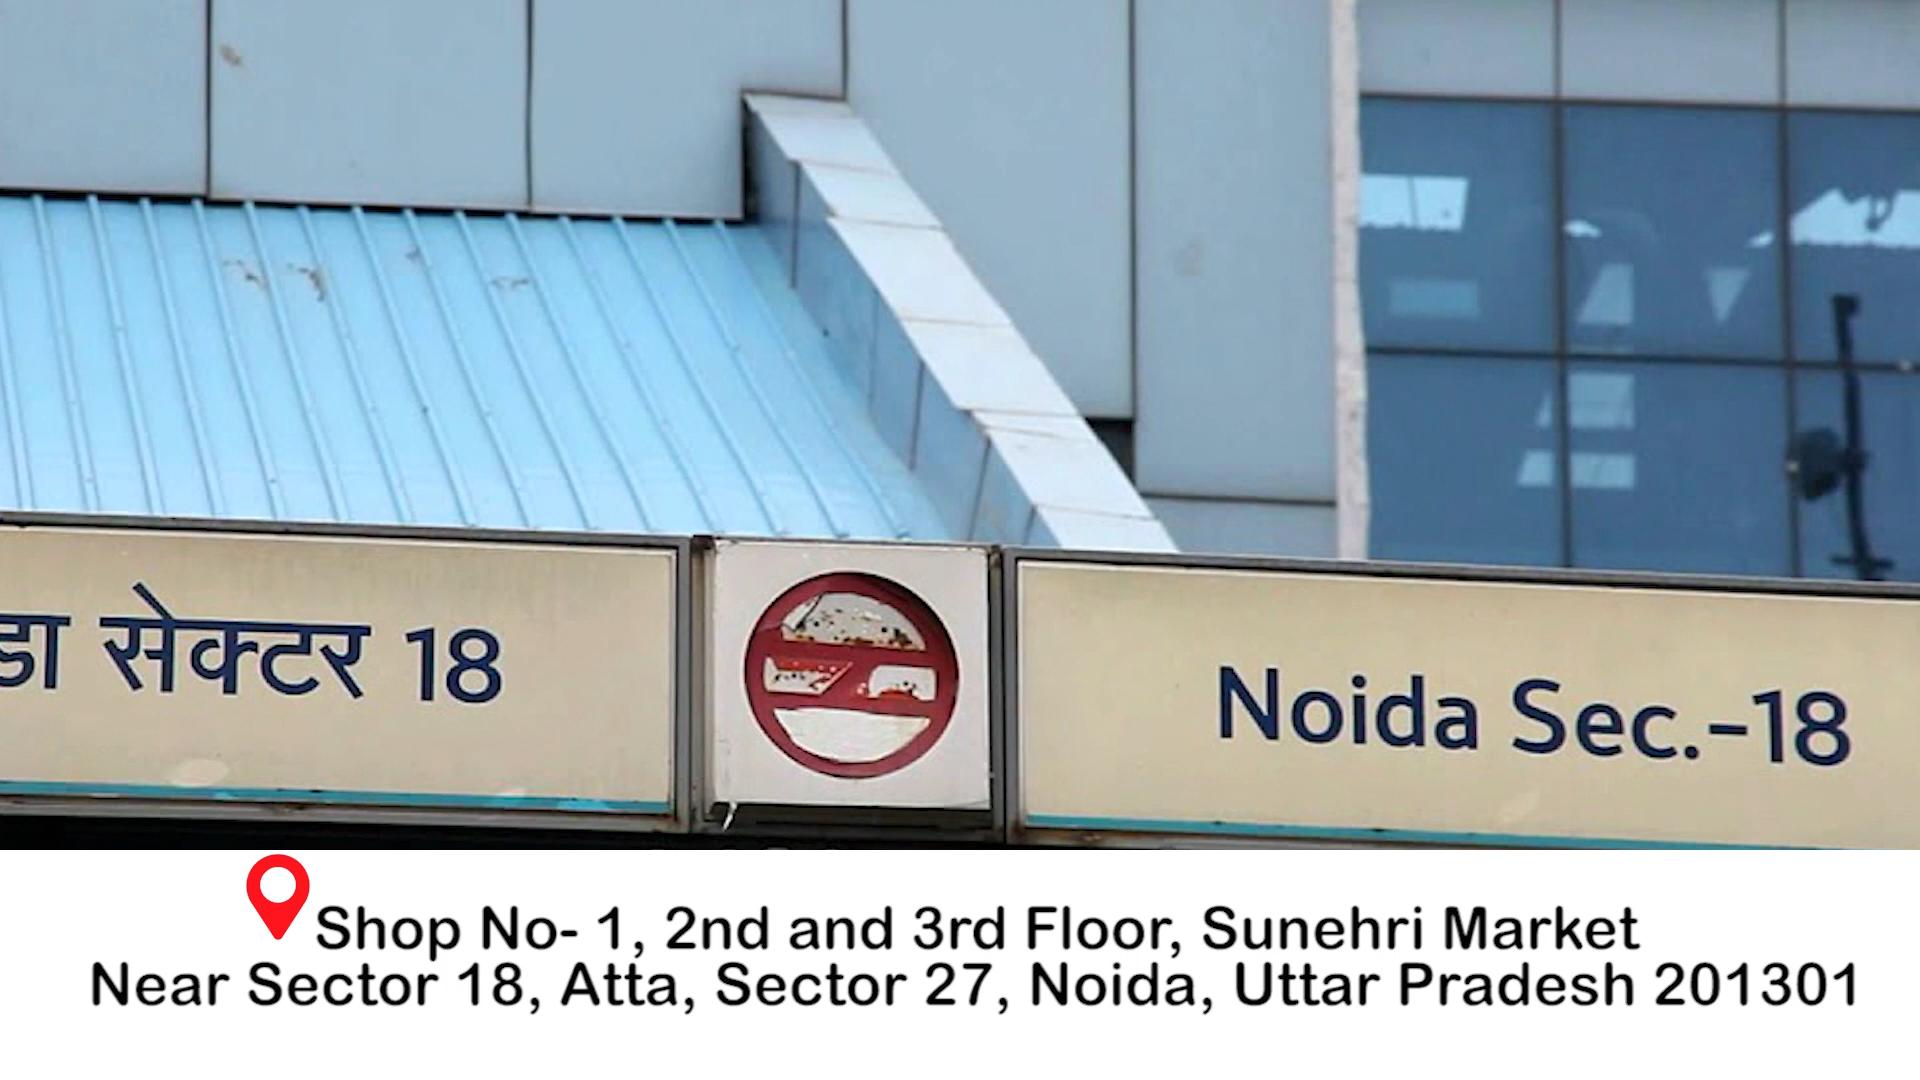 डा सेक्टर 18
Noida Sec.-18
Shop No- 1, 2nd and 3rd Floor, Sunehri Market
Near Sector 18, Atta, Sector 27, Noida, Uttar Pradesh 201301